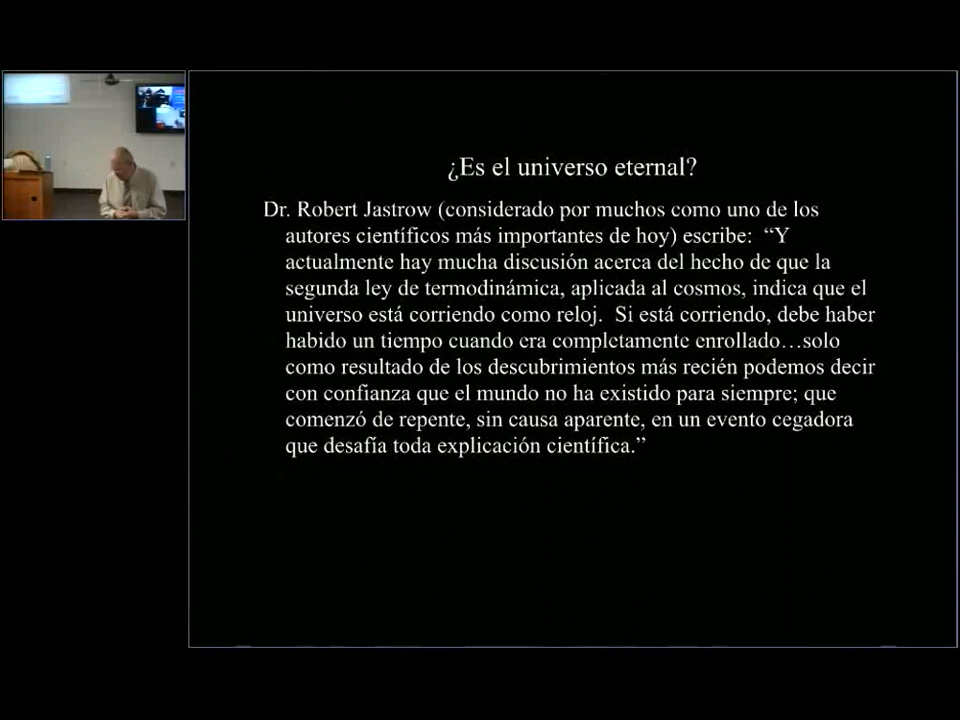 ¿Es el universo eternal?
Dr. Robert Jastrow (considerado por muchos como uno de los
autores científicos más importantes de hoy) escribe:  “Y
actualmente hay mucha discusión acerca del hecho de que la
segunda ley de termodinámica, aplicada al cosmos, indica que el
universo está corriendo como reloj.  Si está corriendo, debe haber
habido un tiempo cuando era completamente enrollado…solo
como resultado de los descubrimientos más recién podemos decir
con confianza que el mundo no ha existido para siempre; que
comenzó de repente, sin causa aparente, en un evento cegadora
que desafía toda explicación científica.”